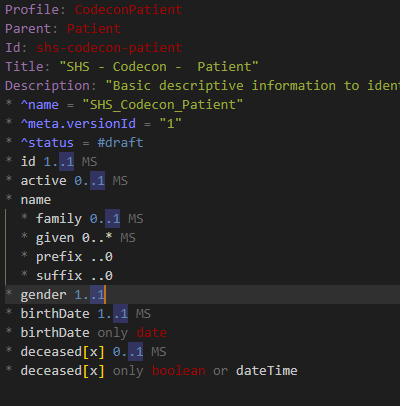 Profile: CodeconPatient
Parent: Patient
Id: shs-codecon-patient
Title: "SHS - Codecon -  Patient"
Description: "Basic descriptive information to iden
* ^name = "SHS_Codecon_Patient"
* ^meta.versionId = "1"
* ^status = #draft
* id 1..1 MS
* active 0..1 MS
* name
  * family 0..1 MS
  * given 0..* MS
  * prefix ..0
  * suffix ..0
* gender 1..1
* birthDate 1..1 MS
* birthDate only date
* deceased[x] 0..1 MS
* deceased[x] only boolean or dateTime